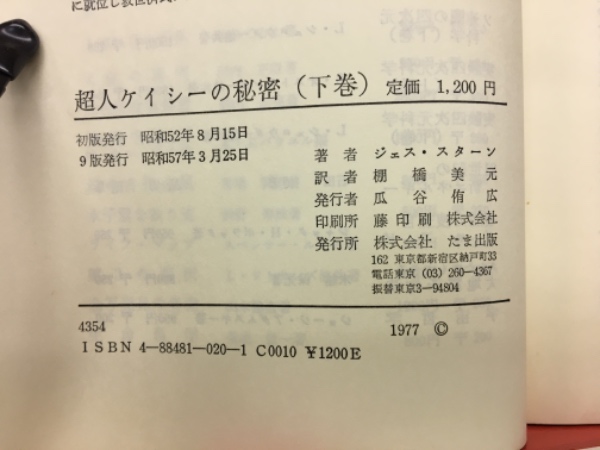 超人ケイシーの秘密(下巻) 定価 1,200円
初版発行 昭和52年8月15日
9版発行 昭和57年3月25日
著者 ジェス・スターン
訳者 棚橋美元
発行者 瓜谷侑広
印刷所 藤印刷株式会社
発行所 株式会社 たま出版
162 東京都新宿区納戸町33
電話東京(03)260—4367
振替東京3—94804
4354
1977 ©
ISBN 4—88481—020—1 C0010 ¥1200E